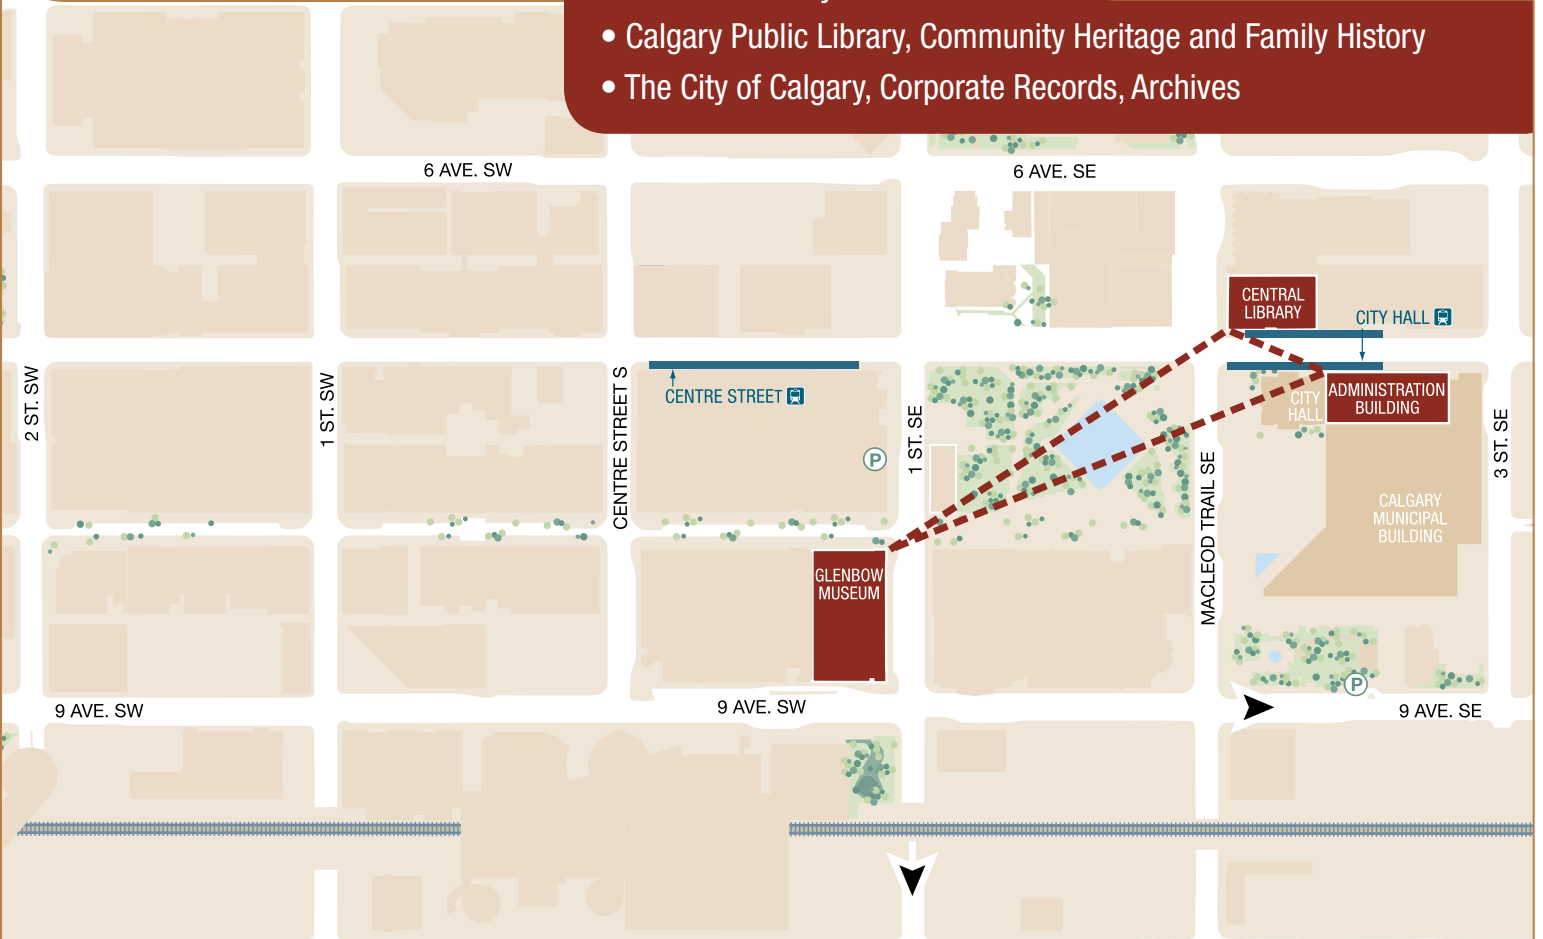 • Calgary Public Library, Community Heritage and Family History
• The City of Calgary, Corporate Records, Archives
6 AVE. SW
6 AVE. SE
CENTRAL
LIBRARY
CITY HALL
2 ST. SW
1 ST. SW
CENTRE STREET S
CENTRE STREET
1 ST. SE
CITY
HALL
ADMINISTRATION
BUILDING
3 ST. SE
P
MACLEOD TRAIL SE
CALGARY
MUNICIPAL
BUILDING
GLENBOW
MUSEUM
P
9 AVE. SW
9 AVE. SW
9 AVE. SE